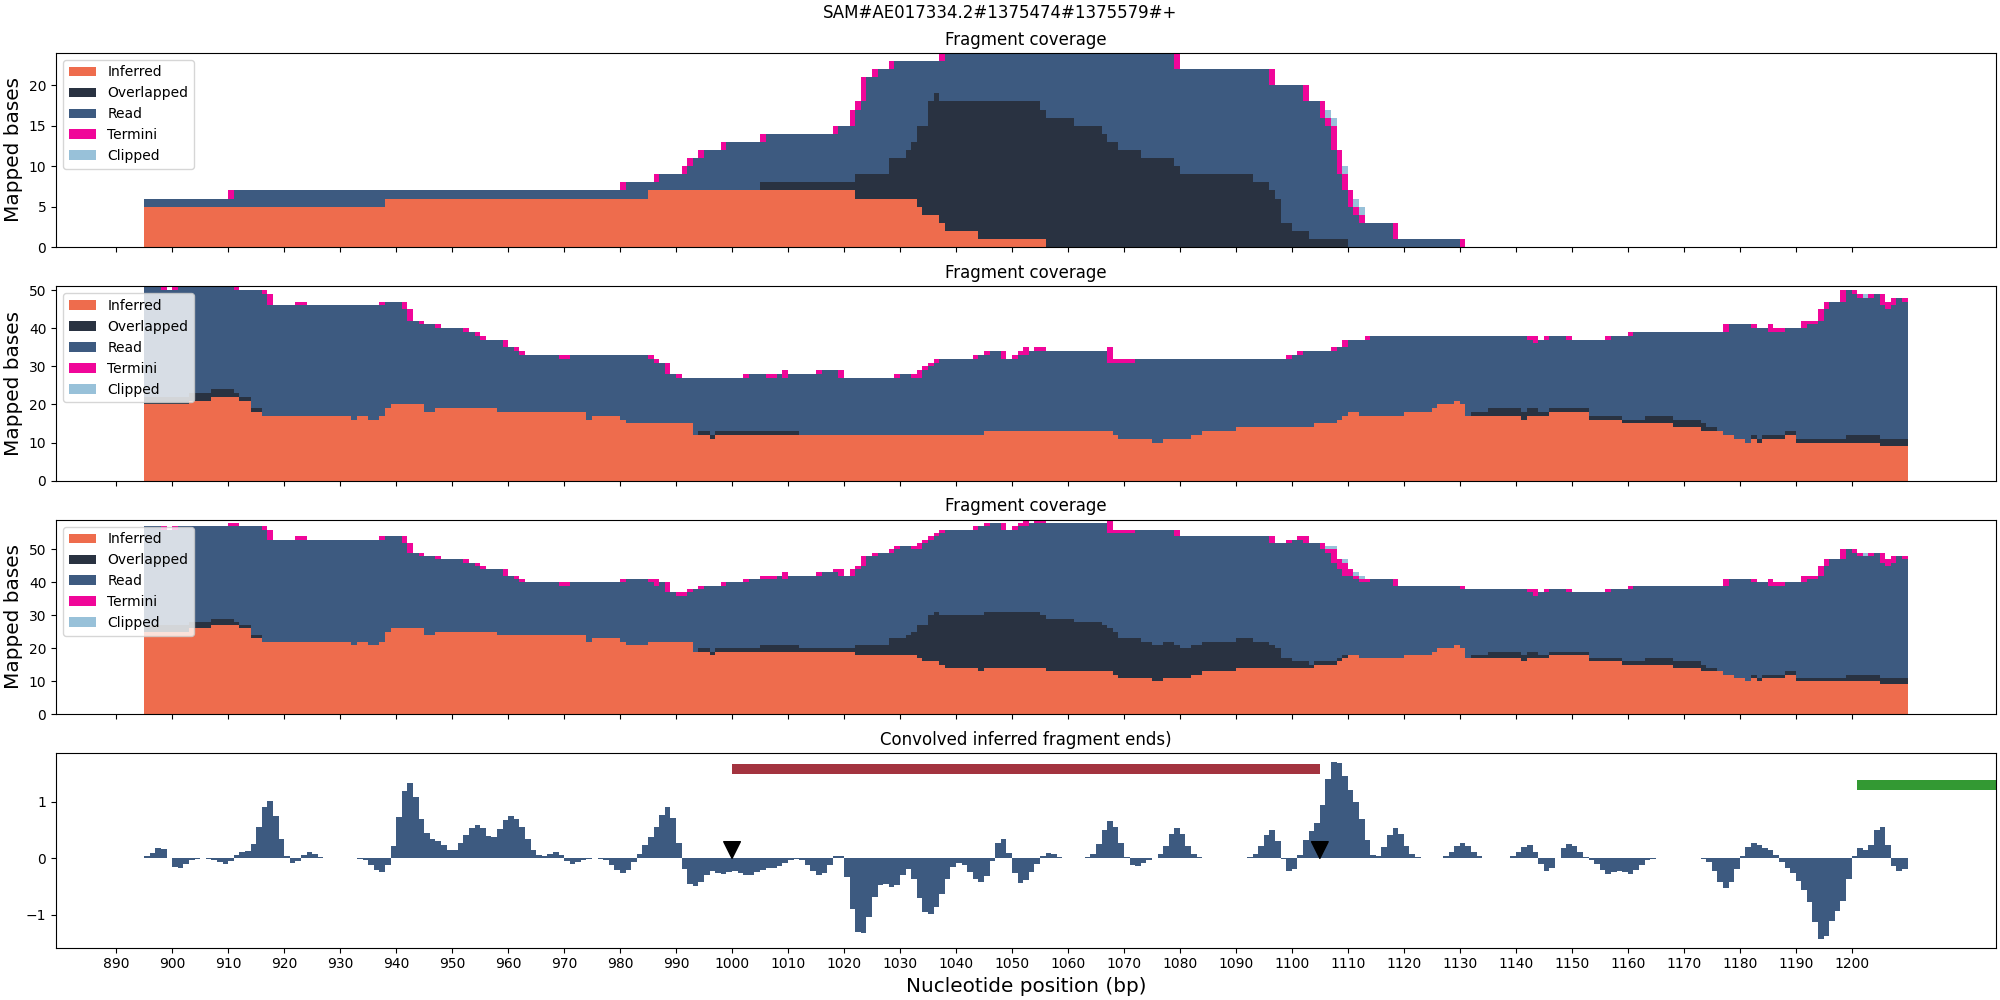 SAM#AE017334.2#1375474#1375579#+
Fragment coverage
Mapped bases
20
15
10
5
0
Inferred
Overlapped
Read
Termini
Clipped
Fragment coverage
Mapped bases
50
40
30
20
10
0
Inferred
Overlapped
Read
Termini
Clipped
Fragment coverage
Mapped bases
50
40
30
20
10
0
Inferred
Overlapped
Read
Termini
Clipped
Convolved inferred fragment ends)
1
0
−1
890 900 910 920 930 940 950 960 970 980 990 1000 1010 1020 1030 1040 1050 1060 1070 1080 1090 1100 1110 1120 1130 1140 1150 1160 1170 1180 1190 1200
Nucleotide position (bp)